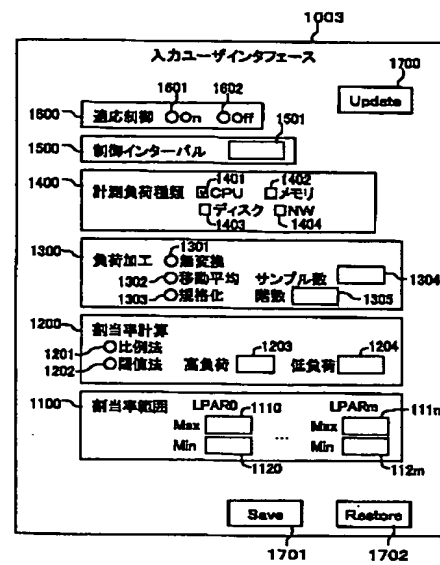 1003
入力ユーザインタフェース
1700
Update
1601 1602
1600 適応制御 On Off
1501
1500 制御インターバル
1400 計測負荷種類 1401 CPU 1402 メモリ
ディスク NW
1403 1404
1300 負荷加工 1301 無変換
1302 移動平均 サンプル数 1304
1303 規格化 階数 1305
1200 割当率計算
1201 比例法 1203 1204
1202 閾値法 高負荷 低負荷
1100 割当率範囲 LPAR0 1110 LPARm 111m
Max Max
Min … Min
1120 112m
Save Restore
1701 1702